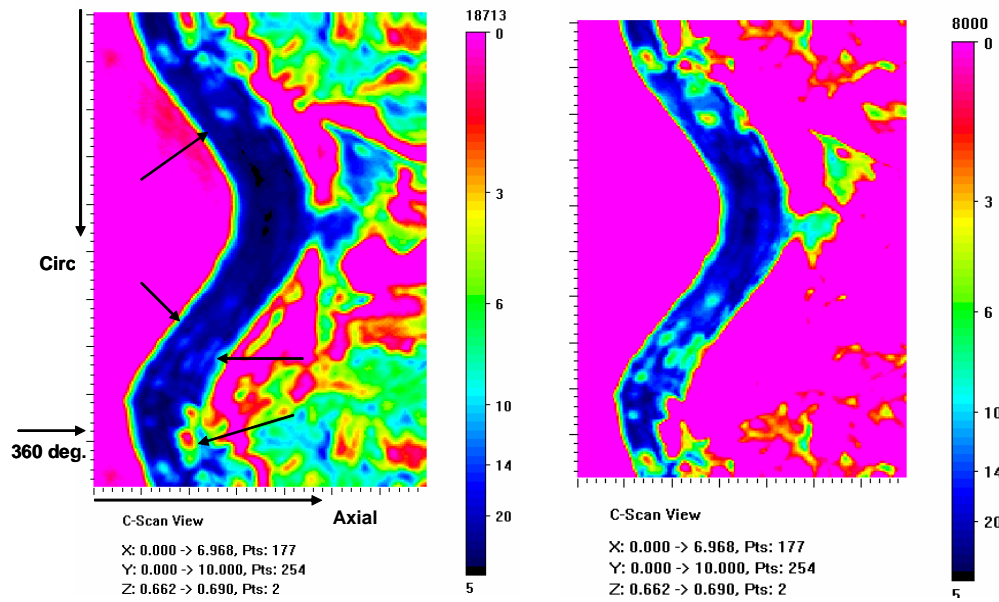 18713
0
3
6
10
14
20
5
Circ
360 deg.
Axial
C-Scan View
X: 0.000 -> 6.968, Pts: 177
Y: 0.000 -> 10.000, Pts: 254
Z: 0.662 -> 0.690, Pts: 2
8000
0
3
6
10
14
20
5
C-Scan View
X: 0.000 -> 6.968, Pts: 177
Y: 0.000 -> 10.000, Pts: 254
Z: 0.662 -> 0.690, Pts: 2